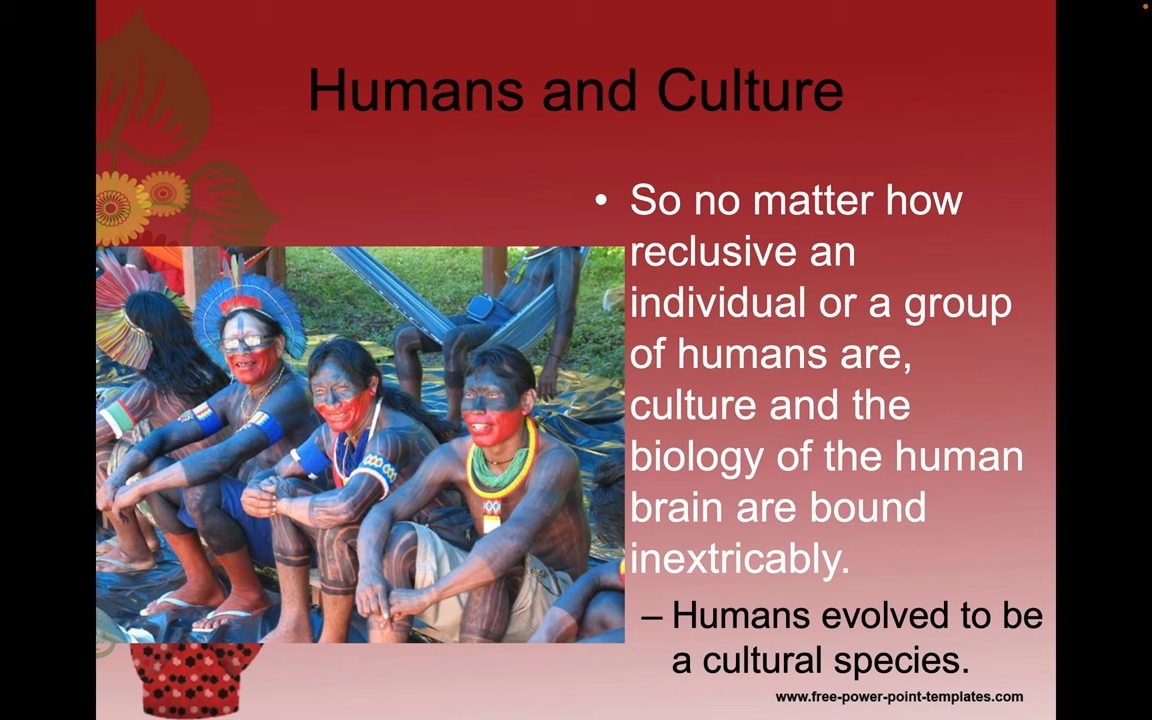 Humans and Culture
• So no matter how
reclusive an
individual or a group
of humans are,
culture and the
biology of the human
brain are bound
inextricably.
– Humans evolved to be
a cultural species.
www.free-power-point-templates.com